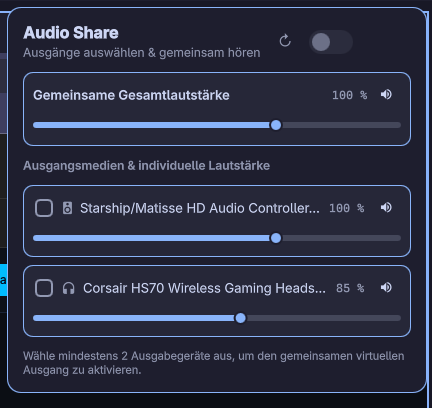 Audio Share
Ausgänge auswählen & gemeinsam hören
Gemeinsame Gesamtlautstärke 100 %
Ausgangsmedien & individuelle Lautstärke
Starship/Matisse HD Audio Controller... 100 %
Corsair HS70 Wireless Gaming Heads... 85 %
Wähle mindestens 2 Ausgabegeräte aus, um den gemeinsamen virtuellen
Ausgang zu aktivieren.